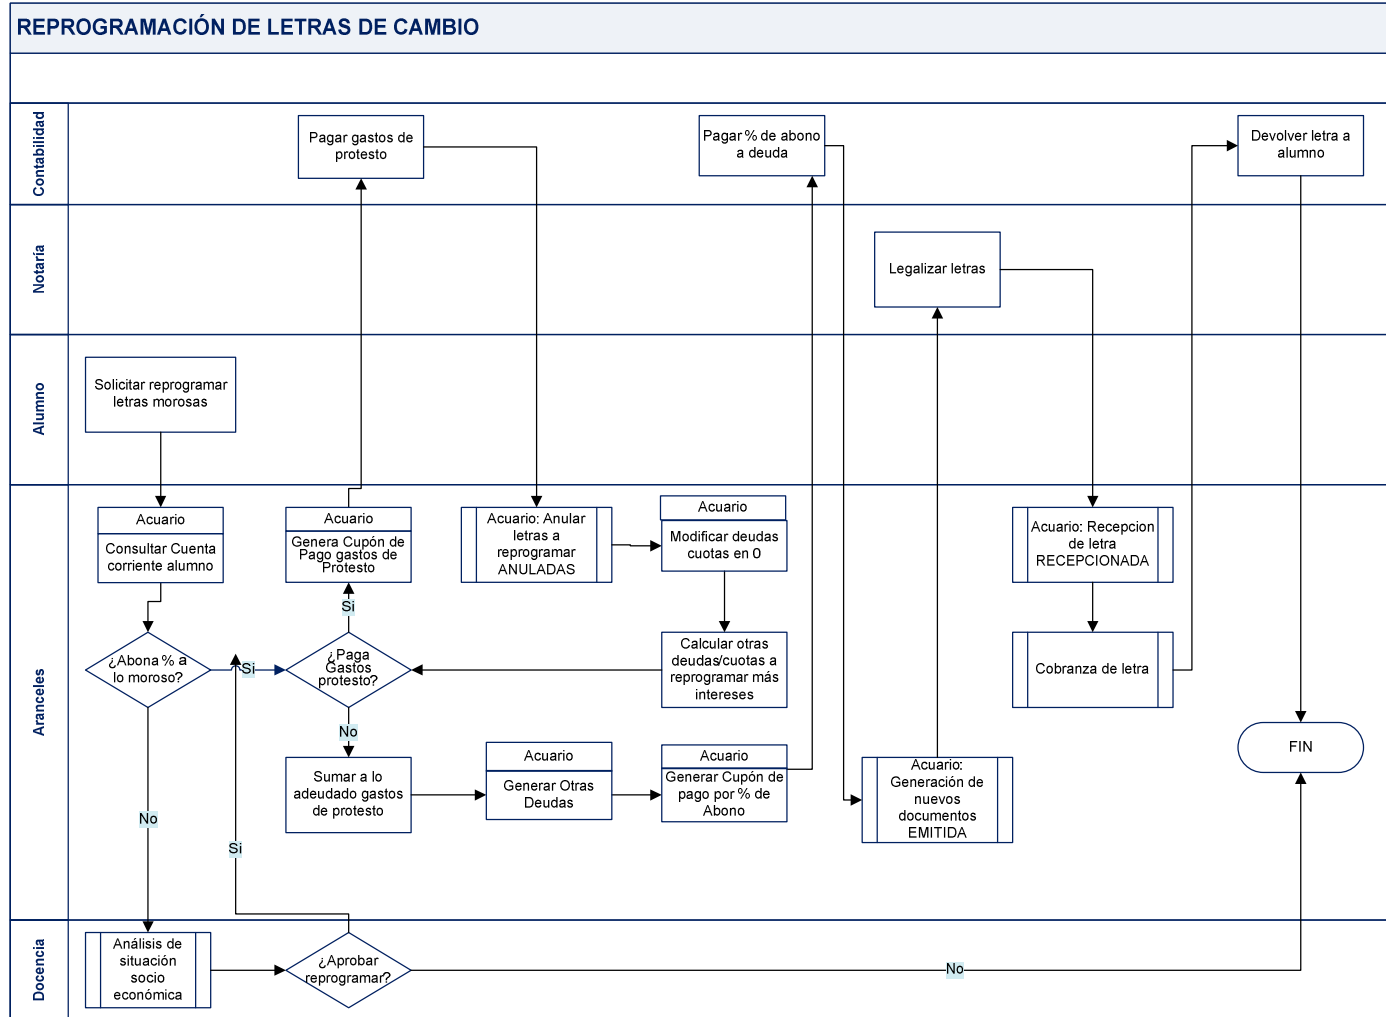 REPROGRAMACIÓN DE LETRAS DE CAMBIO
Contabilidad
Pagar gastos de
protesto
Pagar % de abono
a deuda
Devolver letra a
alumno
Notaría
Legalizar letras
Alumno
Solicitar reprogramar
letras morosas
Aranceles
Acuario
Consultar Cuenta
corriente alumno
Acuario
Genera Cupón de
Pago gastos de
Protesto
Acuario: Anular
letras a
reprogramar
ANULADAS
Acuario
Modificar deudas
cuotas en 0
Acuario: Recepcion
de letra
RECEPCIONADA
Si
¿Abona % a
lo moroso?
Si
¿Paga
Gastos
protesto?
Calcular otras
deudas/cuotas a
reprogramar más
intereses
Cobranza de letra
No
Sumar a lo
adeudado gastos
de protesto
Acuario
Generar Otras
Deudas
Acuario
Generar Cupón de
pago por % de
Abono
Acuario:
Generación de
nuevos
documentos
EMITIDA
FIN
No
Si
Docencia
Análisis de
situación
socio
económica
¿Aprobar
reprogramar?
No